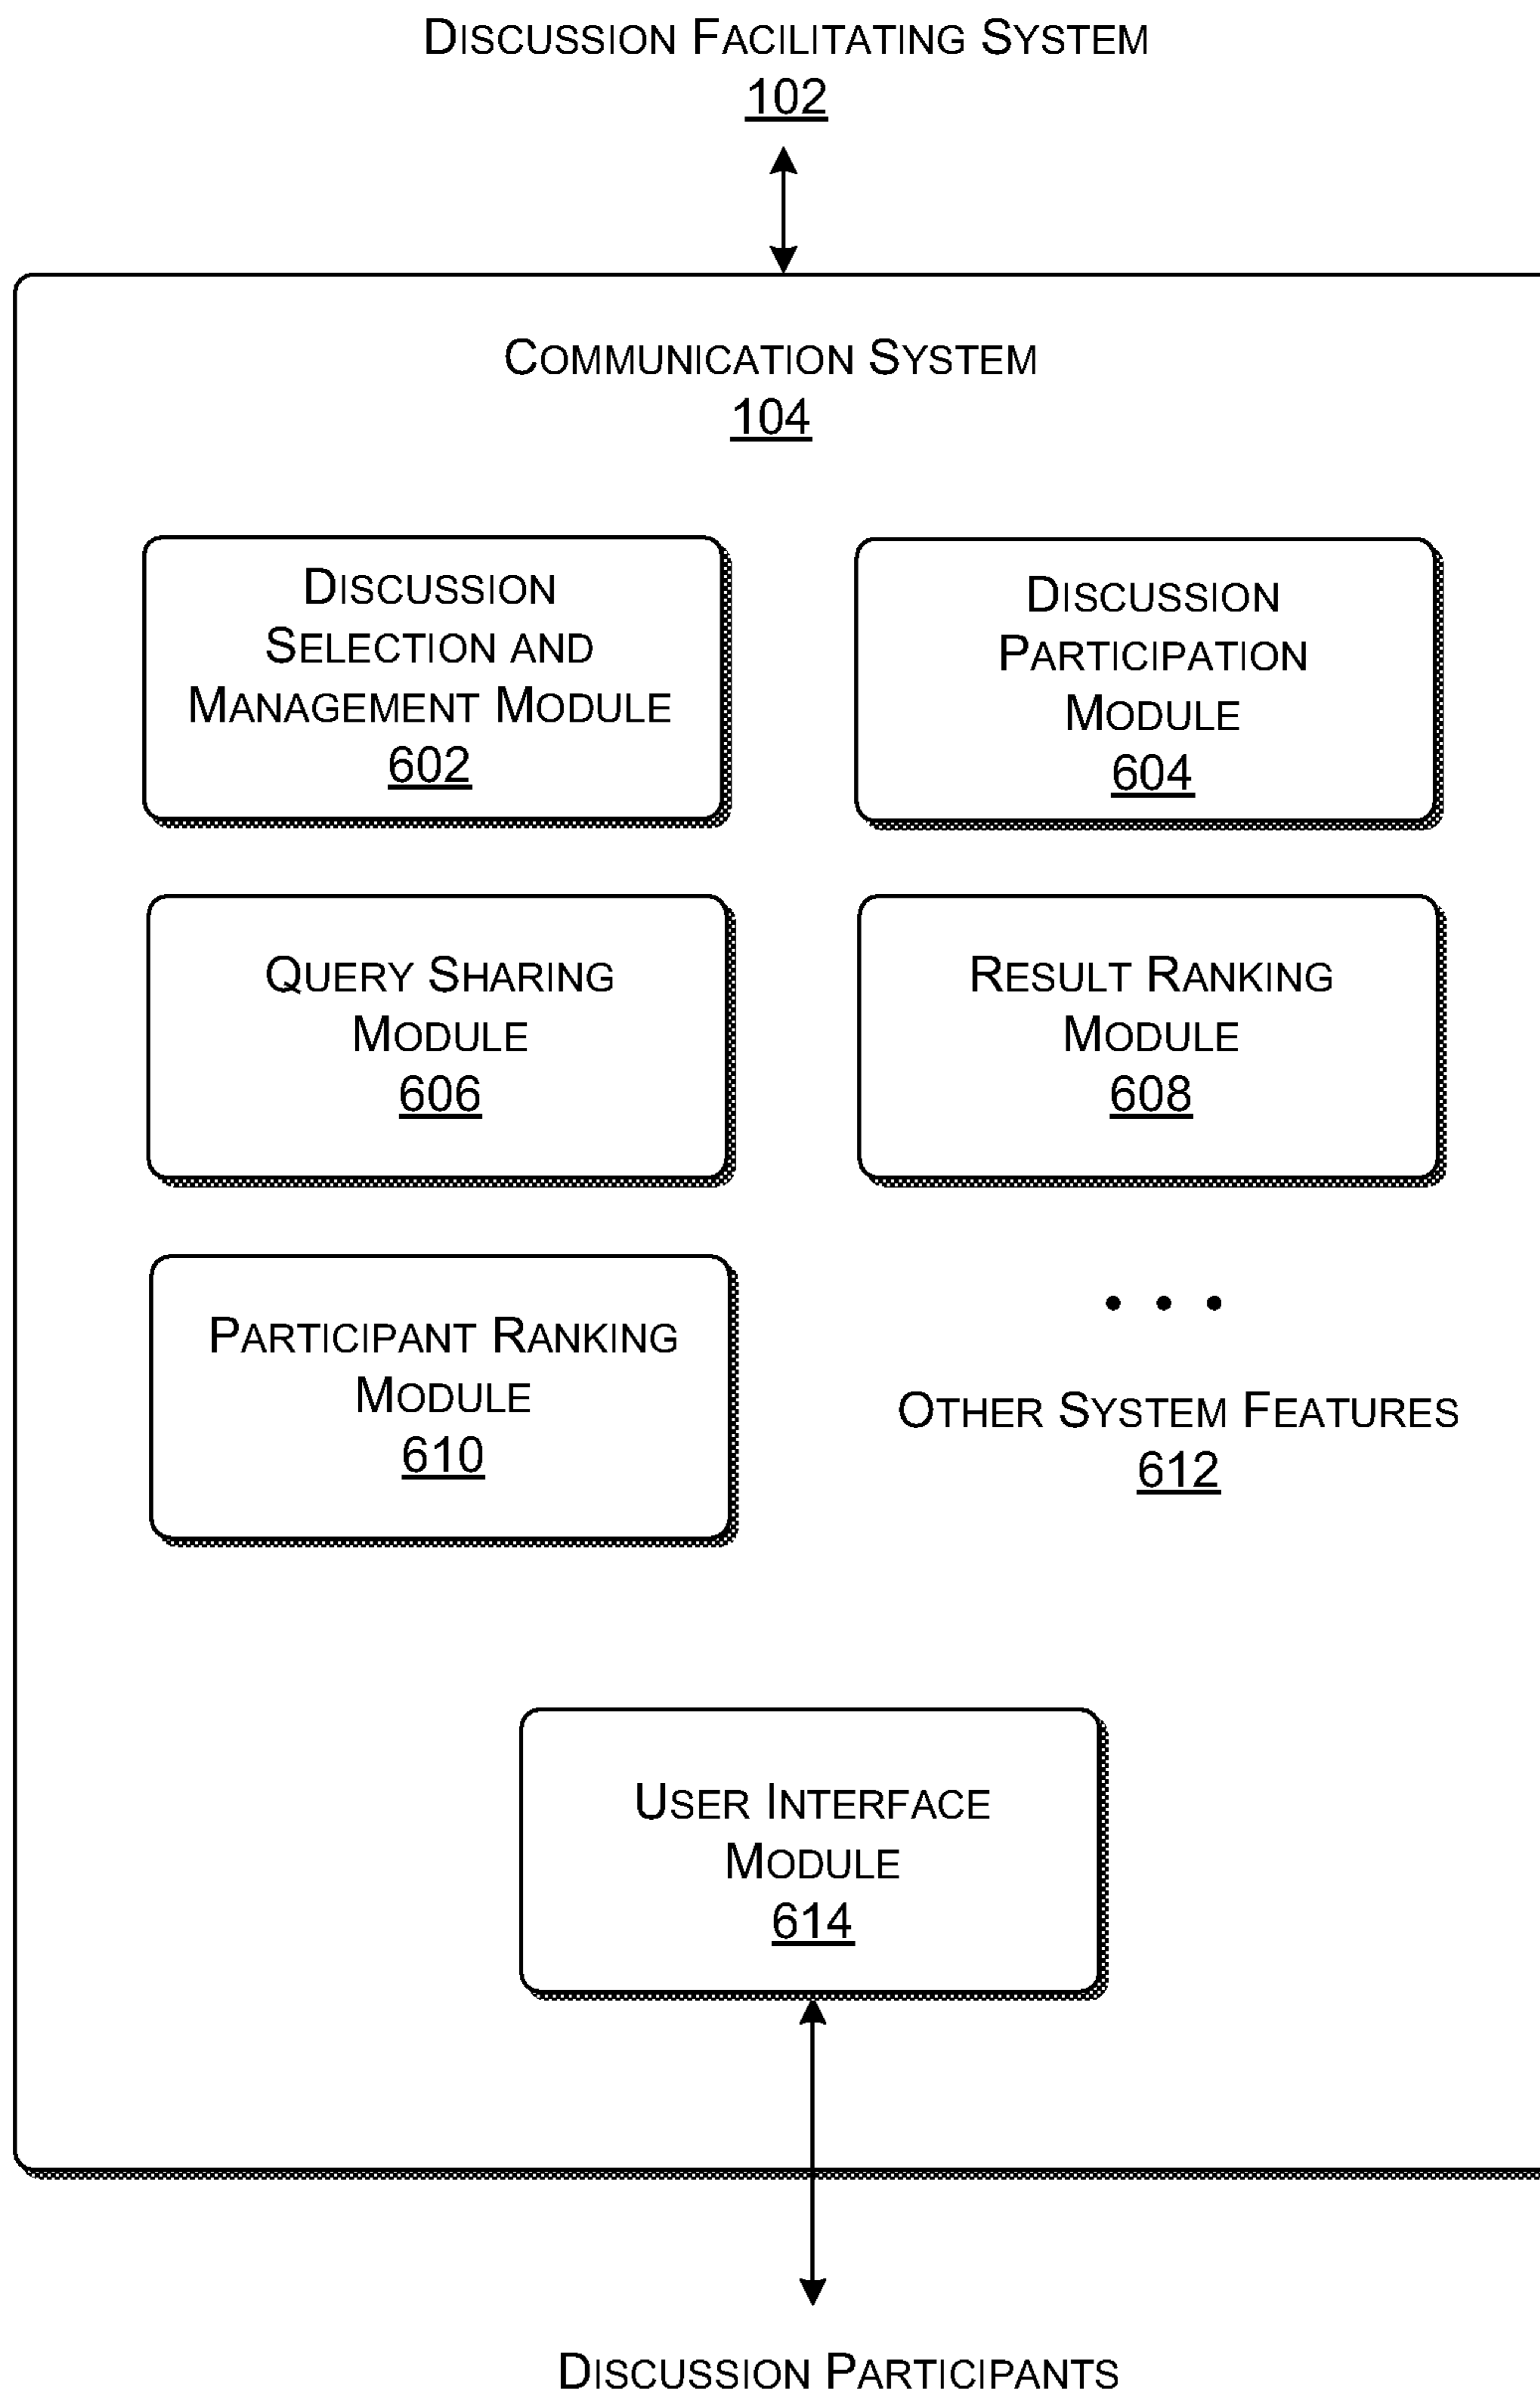 DISCUSSION FACILITATING SYSTEM
102
COMMUNICATION SYSTEM
104
DISCUSSION
SELECTION AND
MANAGEMENT MODULE
602
DISCUSSION
PARTICIPATION
MODULE
604
QUERY SHARING
MODULE
606
RESULT RANKING
MODULE
608
PARTICIPANT RANKING
MODULE
610
• • •
OTHER SYSTEM FEATURES
612
USER INTERFACE
MODULE
614
DISCUSSION PARTICIPANTS